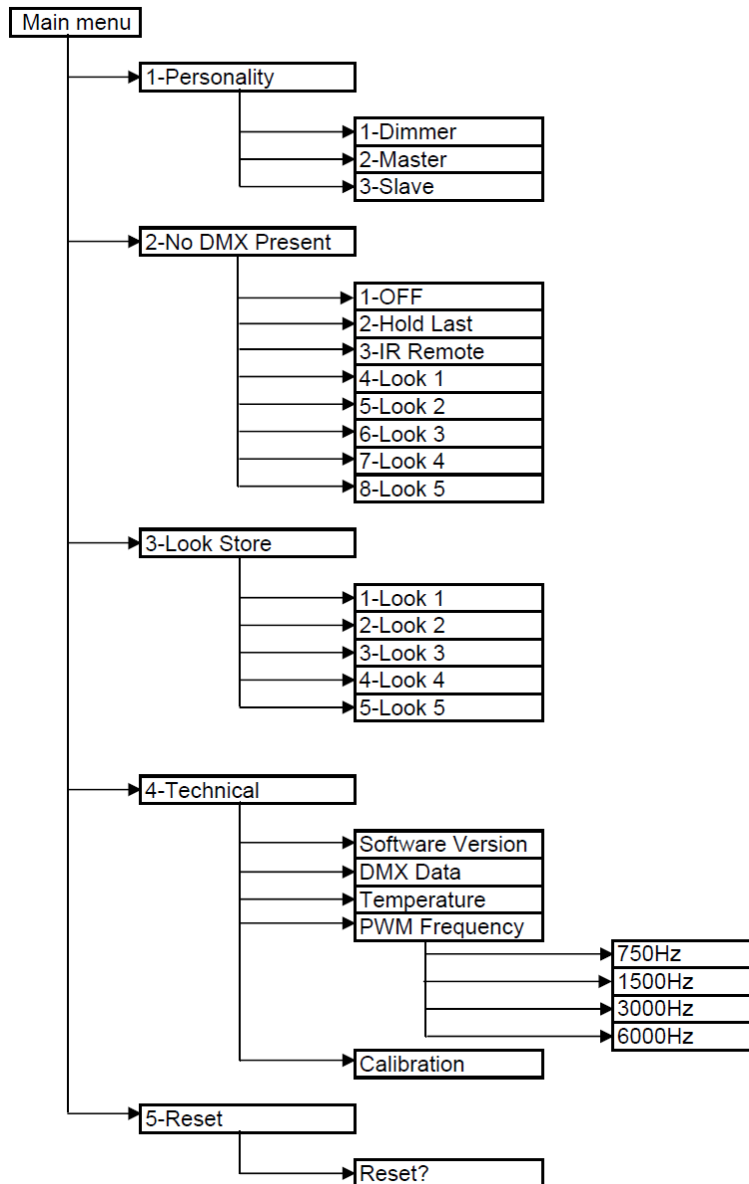 Main menu
1-Personality
1-Dimmer
2-Master
3-Slave
2-No DMX Present
1-OFF
2-Hold Last
3-IR Remote
4-Look 1
5-Look 2
6-Look 3
7-Look 4
8-Look 5
3-Look Store
1-Look 1
2-Look 2
3-Look 3
4-Look 4
5-Look 5
4-Technical
Software Version
DMX Data
Temperature
PWM Frequency
750Hz
1500Hz
3000Hz
6000Hz
Calibration
5-Reset
Reset?